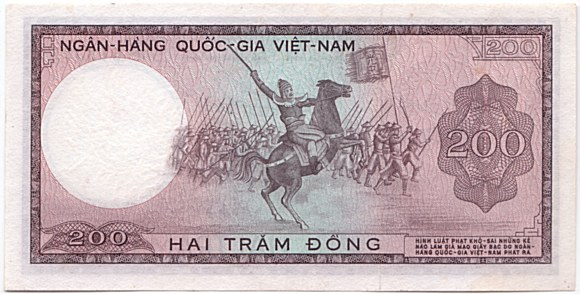 NGÂN-HÀNG QUỐC-GIA VIỆT-NAM
200
200
200
HAI TRĂM ĐỒNG
HÌNH LUẬT PHẠT KHỔ-SAI NHỮNG KẺ
NÀO LÀM GIẢ MẠO GIẤY BẠC DO NGÂN-
HÀNG QUỐC-GIA VIỆT-NAM PHÁT RA.